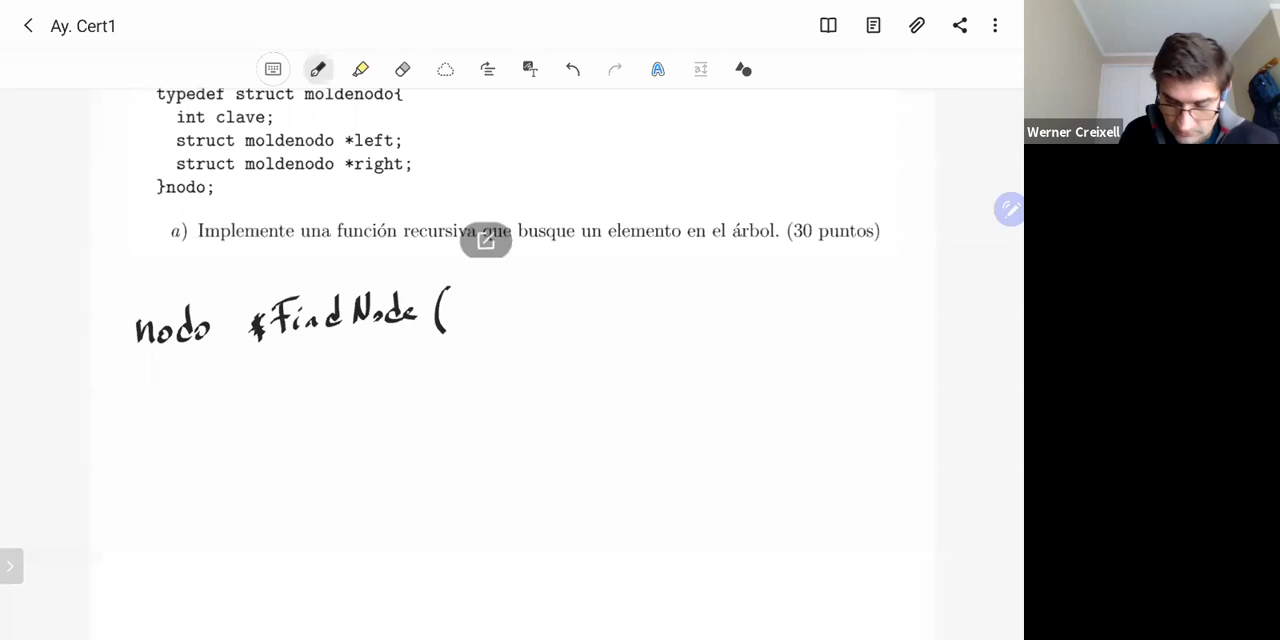 Ay. Cert1
typedef struct moldenodo{
int clave;
struct moldenodo *left;
struct moldenodo *right;
}nodo;
a) Implemente una función recursiva que busque un elemento en el árbol. (30 puntos)
nodo *FindNode (
Werner Creixell